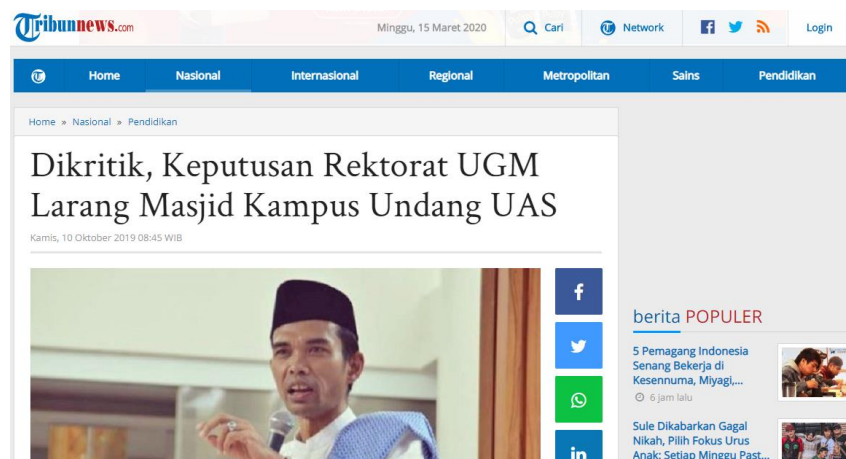 Tribunnews.com
Minggu, 15 Maret 2020
Cari
Network
Login
Home
Nasional
Internasional
Regional
Metropolitan
Sains
Pendidikan
Home » Nasional » Pendidikan
Dikritik, Keputusan Rektorat UGM
Larang Masjid Kampus Undang UAS
Kamis, 10 Oktober 2019 08:45 WIB
berita POPULER
5 Pemagang Indonesia
Senang Bekerja di
Kesennuma, Miyagi,...
6 jam lalu
Sule Dikabarkan Gagal
Nikah, Pilih Fokus Urus
Anak: Setiap Minggu Past...